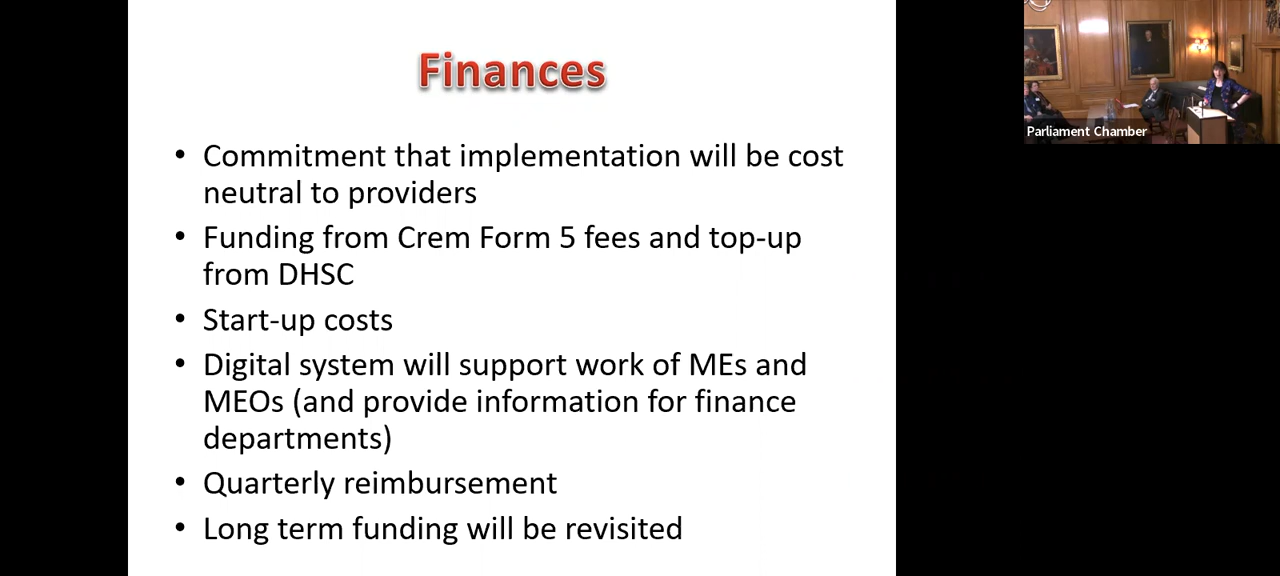 Finances
• Commitment that implementation will be cost
neutral to providers
• Funding from Crem Form 5 fees and top-up
from DHSC
• Start-up costs
• Digital system will support work of MEs and
MEOs (and provide information for finance
departments)
• Quarterly reimbursement
• Long term funding will be revisited
Parliament Chamber